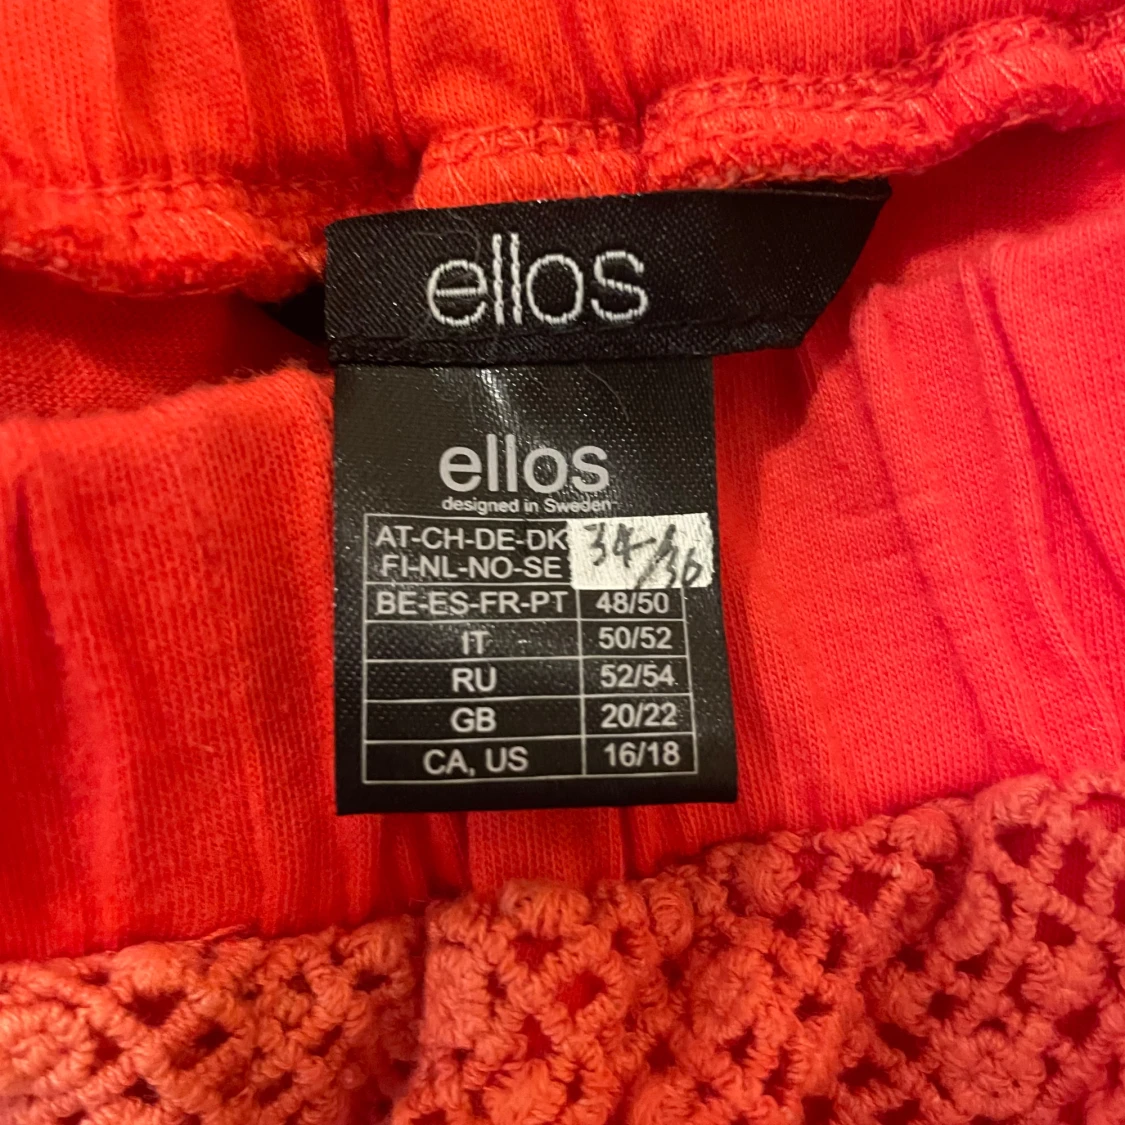 ellos
ellos
designed in Sweden
AT-CH-DE-DK
FI-NL-NO-SE 34/36
BE-ES-FR-PT 48/50
IT 50/52
RU 52/54
GB 20/22
CA, US 16/18